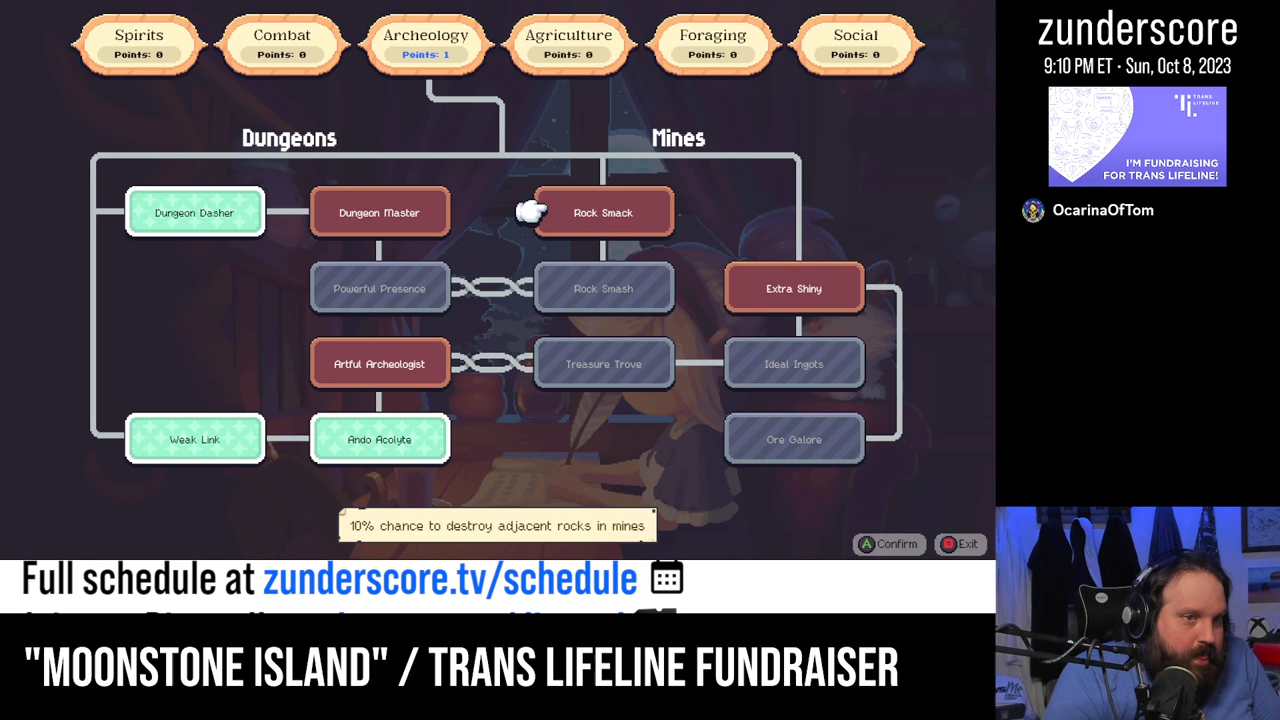 Spirits
Points: 0
Combat
Points: 0
Archeology
Points: 1
Agriculture
Points: 0
Foraging
Points: 0
Social
Points: 0
Dungeons
Mines
Dungeon Dasher
Dungeon Master
Rock Smack
Powerful Presence
Rock Smash
Extra Shiny
Artful Archeologist
Treasure Trove
Ideal Ingots
Weak Link
Ando Acolyte
Ore Galore
10% chance to destroy adjacent rocks in mines
A Confirm
Exit
zunderscore
9:10 PM ET · Sun, Oct 8, 2023
TRANS
LIFELINE
I'M FUNDRAISING
FOR TRANS LIFELINE!
OcarinaOfTom
Full schedule at zunderscore.tv/schedule
"MOONSTONE ISLAND" / TRANS LIFELINE FUNDRAISER